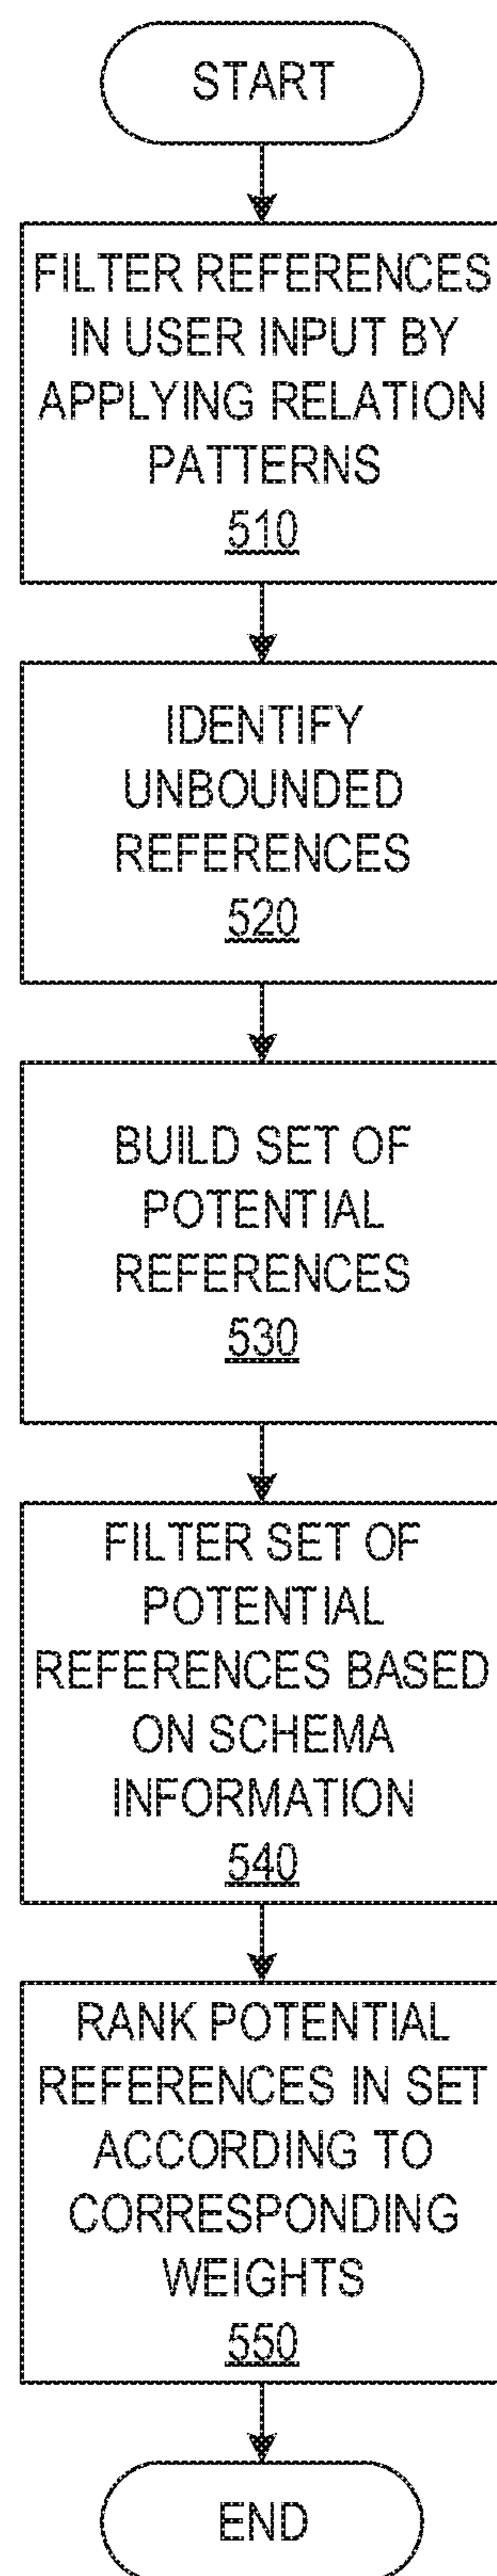 START
FILTER REFERENCES
IN USER INPUT BY
APPLYING RELATION
PATTERNS
510
IDENTIFY
UNBOUNDED
REFERENCES
520
BUILD SET OF
POTENTIAL
REFERENCES
530
FILTER SET OF
POTENTIAL
REFERENCES BASED
ON SCHEMA
INFORMATION
540
RANK POTENTIAL
REFERENCES IN SET
ACCORDING TO
CORRESPONDING
WEIGHTS
550
END